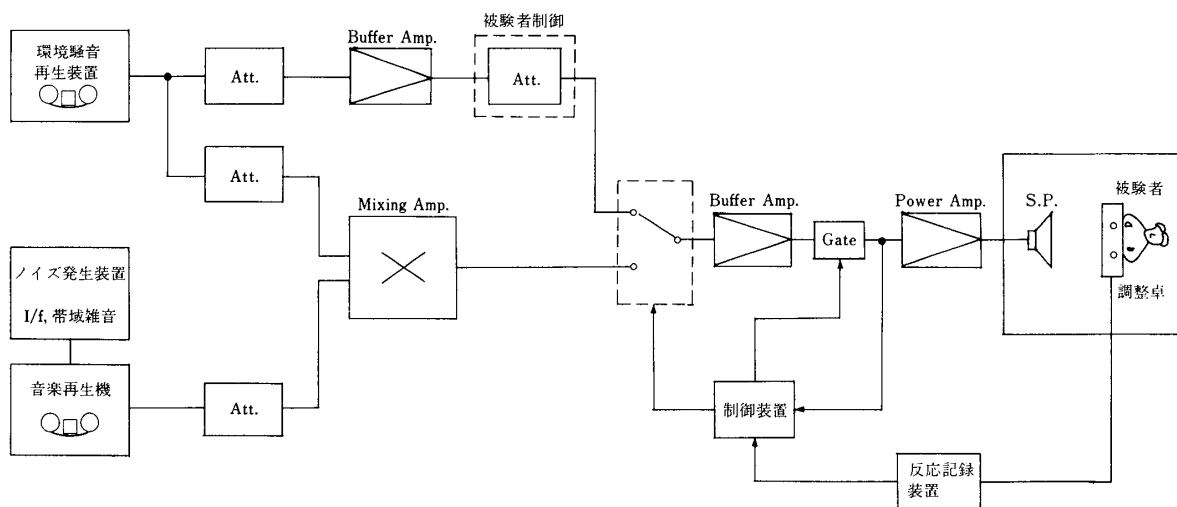 被験者制御
環境騒音
再生装置
Att.
Buffer Amp.
Att.
Att.
Mixing Amp.
ノイズ発生装置
I/f, 帯域雑音
音楽再生機
Att.
Buffer Amp.
Gate
Power Amp.
S.P.
被験者
調整卓
制御装置
反応記録
装置